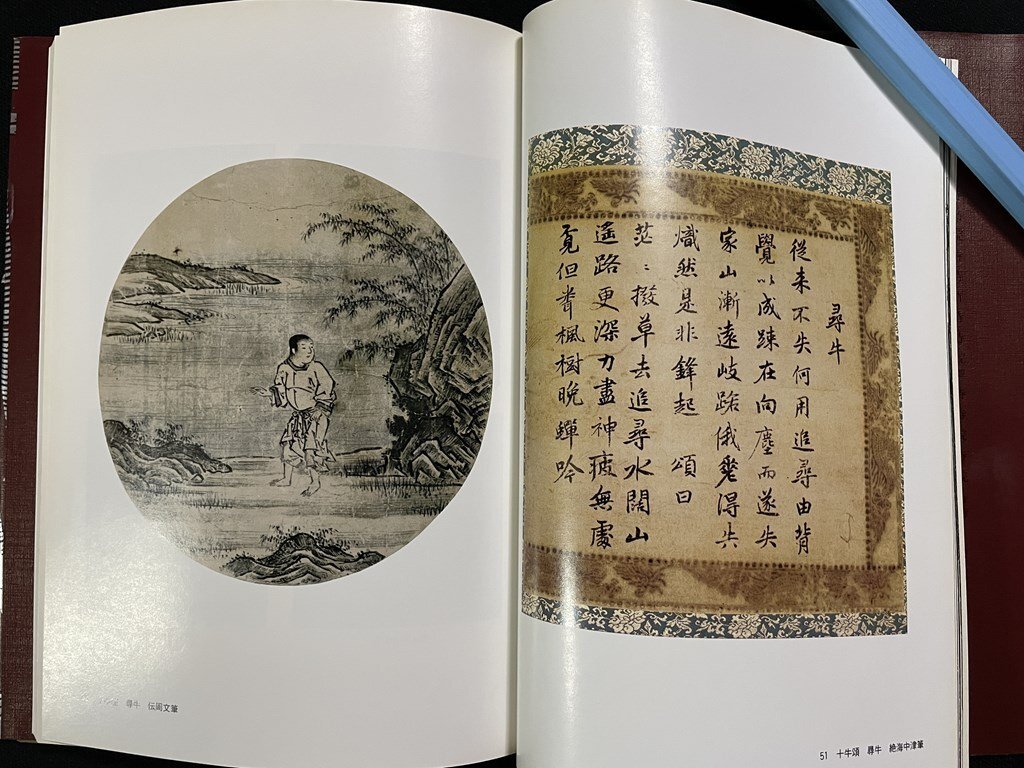 尋牛 伝周文筆
尋牛
從来不失何用追尋由背
覺以成踈在向塵而遂失
家山漸遠岐路俄差得失
熾然是非鋒起 頌曰
茫〻撥草去追尋水闊山
遥路更深力盡神疲無處
覓但聞楓樹晩蟬吟
51 十牛頌 尋牛 絶海中津筆